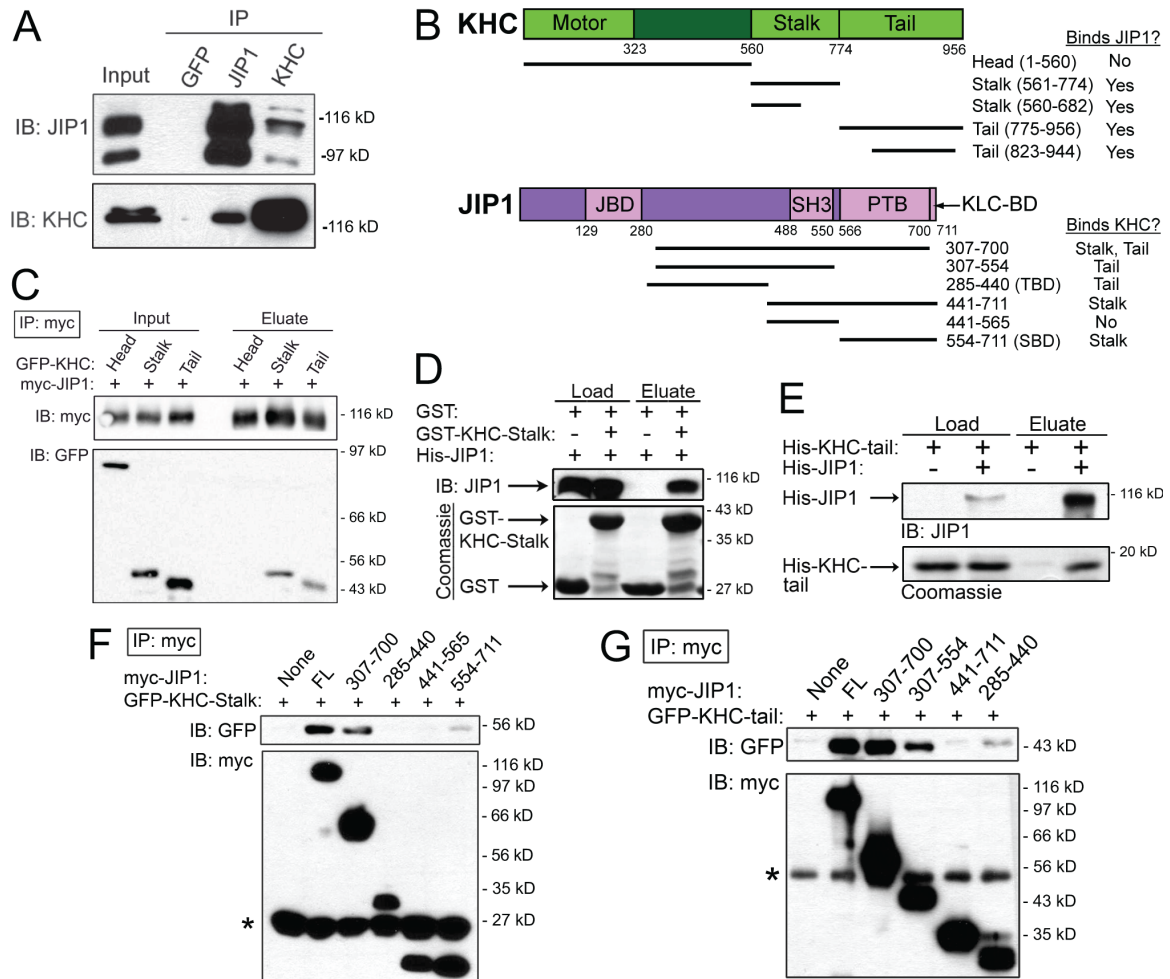 A
IP
Input GFP JIP1 KHC
IB: JIP1
-116 kD
-97 kD
IB: KHC
-116 kD
B
KHC Motor Stalk Tail
323 560 774 956
Binds JIP1?
Head (1-560) No
Stalk (561-774) Yes
Stalk (560-682) Yes
Tail (775-956) Yes
Tail (823-944) Yes
JIP1 JBD SH3 PTB KLC-BD
129 280 488 550 566 700 711
Binds KHC?
307-700 Stalk, Tail
307-554 Tail
285-440 (TBD) Tail
441-711 Stalk
441-565 No
554-711 (SBD) Stalk
C
IP: myc
Input Eluate
GFP-KHC: Head Stalk Tail Head Stalk Tail
myc-JIP1: + + + + + +
IB: myc - 116 kD
- 97 kD
IB: GFP
- 66 kD
- 56 kD
- 43 kD
D
Load Eluate
GST: + + + +
GST-KHC-Stalk: - + - +
His-JIP1: + + + +
IB: JIP1 - 116 kD
Coomassie
GST- - 43 kD
KHC-Stalk - 35 kD
GST - 27 kD
E
Load Eluate
His-KHC-tail: + + + +
His-JIP1: - + - +
His-JIP1 - 116 kD
IB: JIP1
- 20 kD
His-KHC-
tail
Coomassie
F
IP: myc
myc-JIP1: None FL 307-700 285-440 441-565 554-711
GFP-KHC-Stalk: + + + + + +
IB: GFP - 56 kD
IB: myc
- 116 kD
- 97 kD
- 66 kD
- 56 kD
- 35 kD
* - 27 kD
G
IP: myc
myc-JIP1: None FL 307-700 307-554 441-711 285-440
GFP-KHC-tail: + + + + + +
IB: GFP - 43 kD
IB: myc
- 116 kD
- 97 kD
- 66 kD
* - 56 kD
- 43 kD
- 35 kD